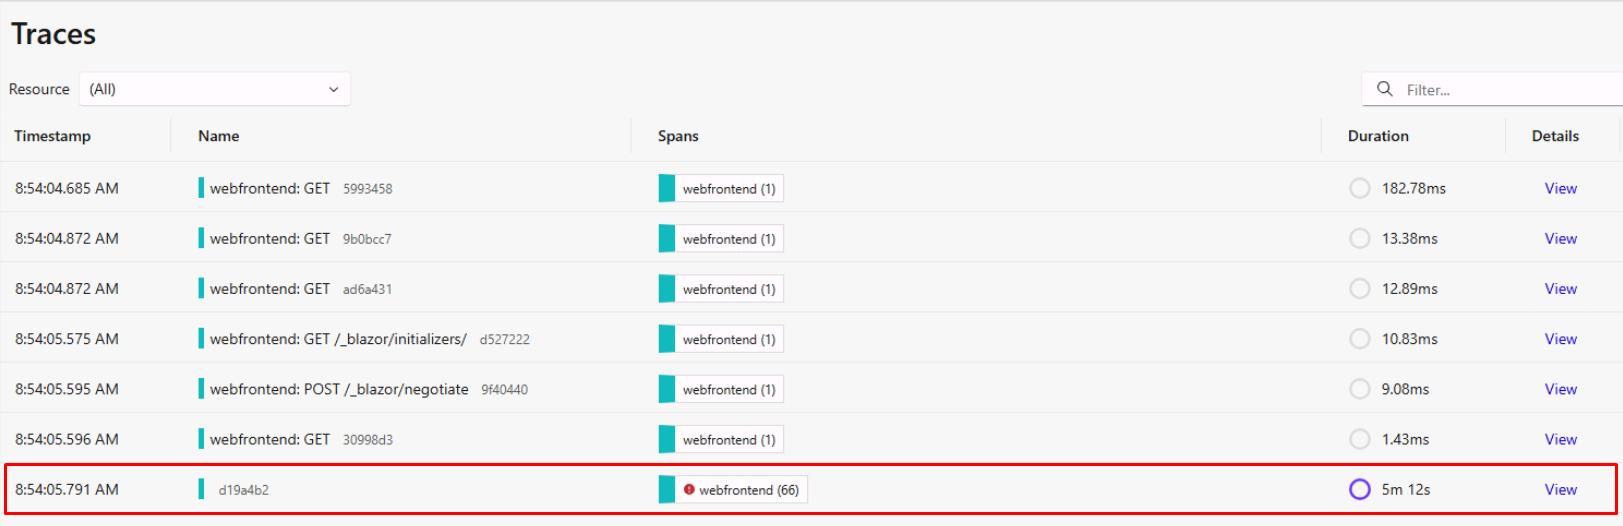 Traces
Resource (All) Filter...
Timestamp Name Spans Duration Details
8:54:04.685 AM webfrontend: GET 5993458 webfrontend (1) 182.78ms View
8:54:04.872 AM webfrontend: GET 9b0bcc7 webfrontend (1) 13.38ms View
8:54:04.872 AM webfrontend: GET ad6a431 webfrontend (1) 12.89ms View
8:54:05.575 AM webfrontend: GET /_blazor/initializers/ d527222 webfrontend (1) 10.83ms View
8:54:05.595 AM webfrontend: POST /_blazor/negotiate 9f40440 webfrontend (1) 9.08ms View
8:54:05.596 AM webfrontend: GET 30998d3 webfrontend (1) 1.43ms View
8:54:05.791 AM d19a4b2 webfrontend (66) 5m 12s View